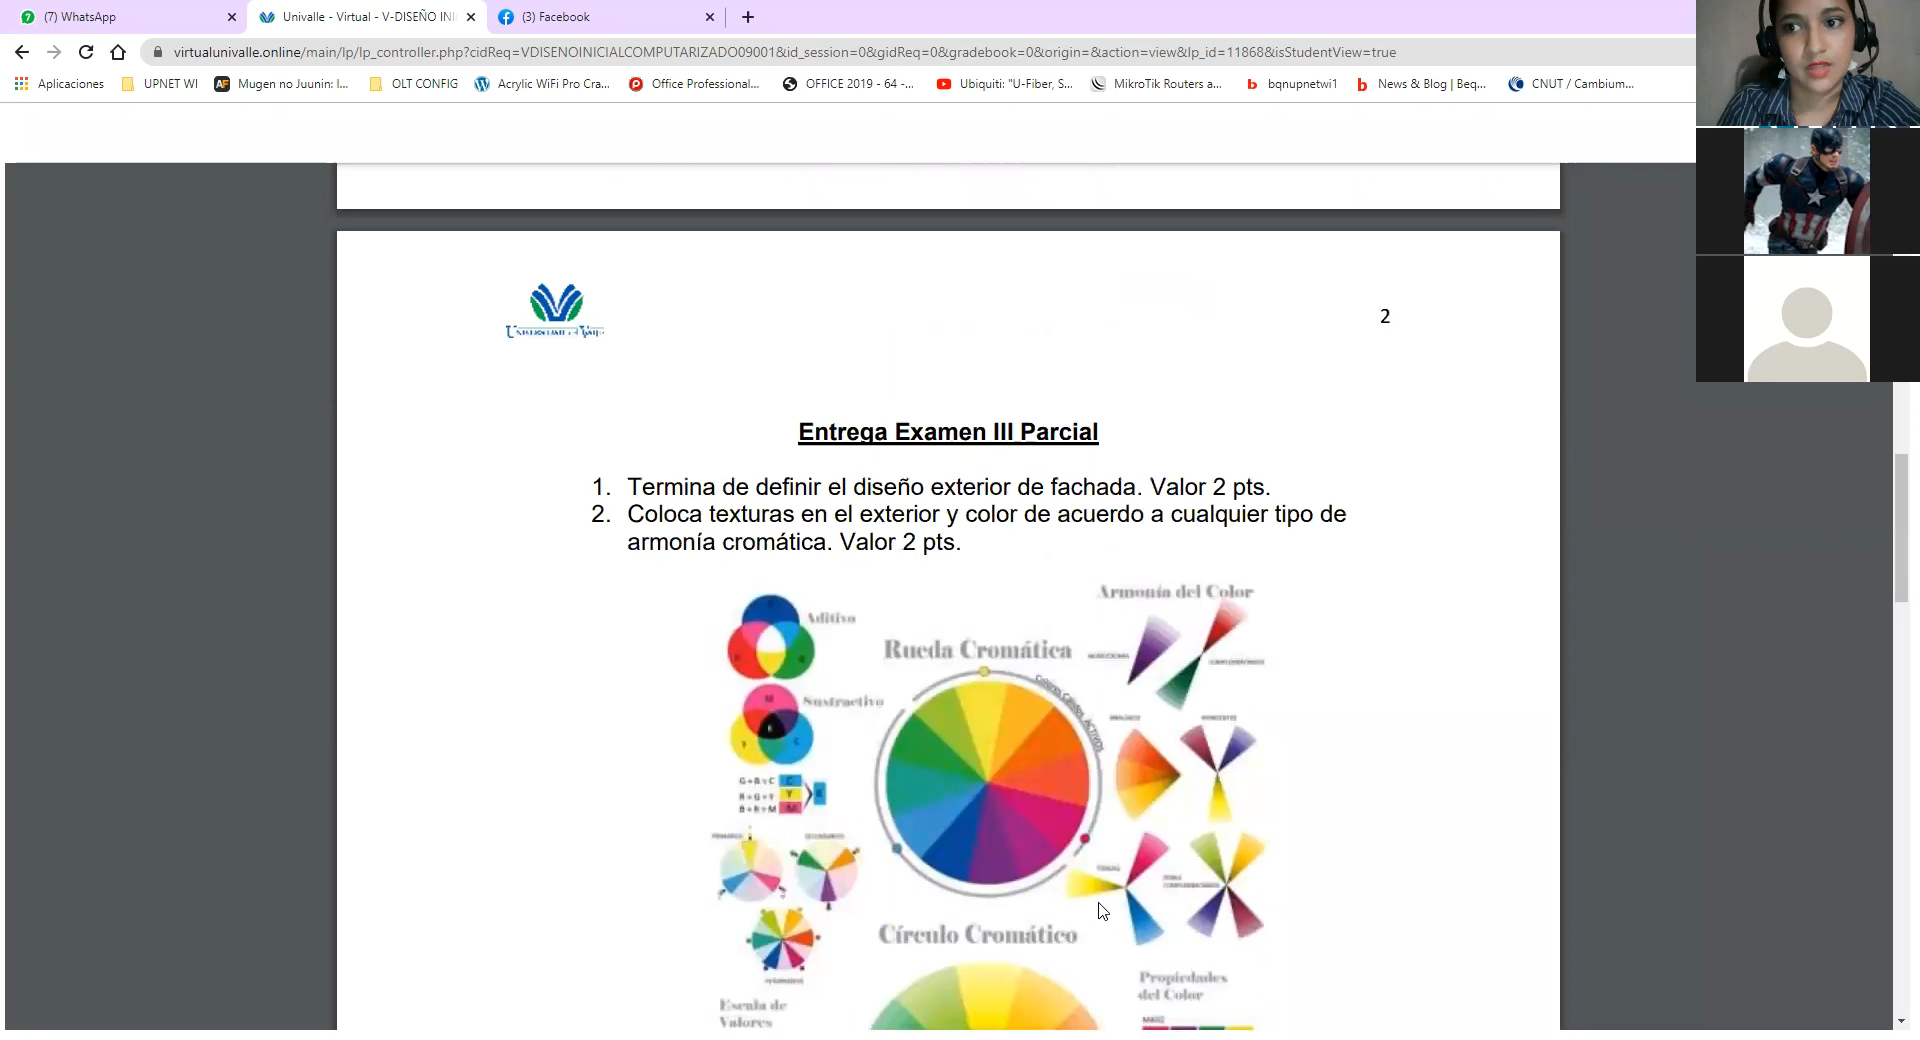 (7) WhatsApp
Univalle - Virtual - V-DISEÑO INI
(3) Facebook
virtualunivalle.online/main/lp/lp_controller.php?cidReq=VDISENOINICIALCOMPUTARIZADO09001&id_session=0&gidReq=0&gradebook=0&origin=&action=view&lp_id=11868&isStudentView=true
Aplicaciones
UPNET WI
Mugen no Juunin: I...
OLT CONFIG
Acrylic WiFi Pro Cra...
Office Professional...
OFFICE 2019 - 64 -...
Ubiquiti: "U-Fiber, S...
MikroTik Routers a...
bqnupnetwi1
News & Blog | Beq...
CNUT / Cambium...
2
Entrega Examen III Parcial
1. Termina de definir el diseño exterior de fachada. Valor 2 pts.
2. Coloca texturas en el exterior y color de acuerdo a cualquier tipo de
armonía cromática. Valor 2 pts.
Armonía del Color
Aditivo
Rueda Cromática
Sustractivo
G+B=C
R+G=Y
B+R=M
Círculo Cromático
Propiedades
del Color
Escala de
Valores